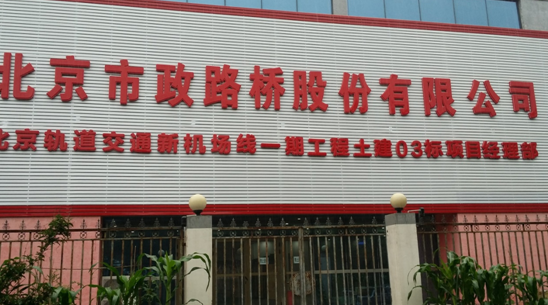 北京市政路桥股份有限公司
北京轨道交通新机场线一期工程土建03标项目经理部